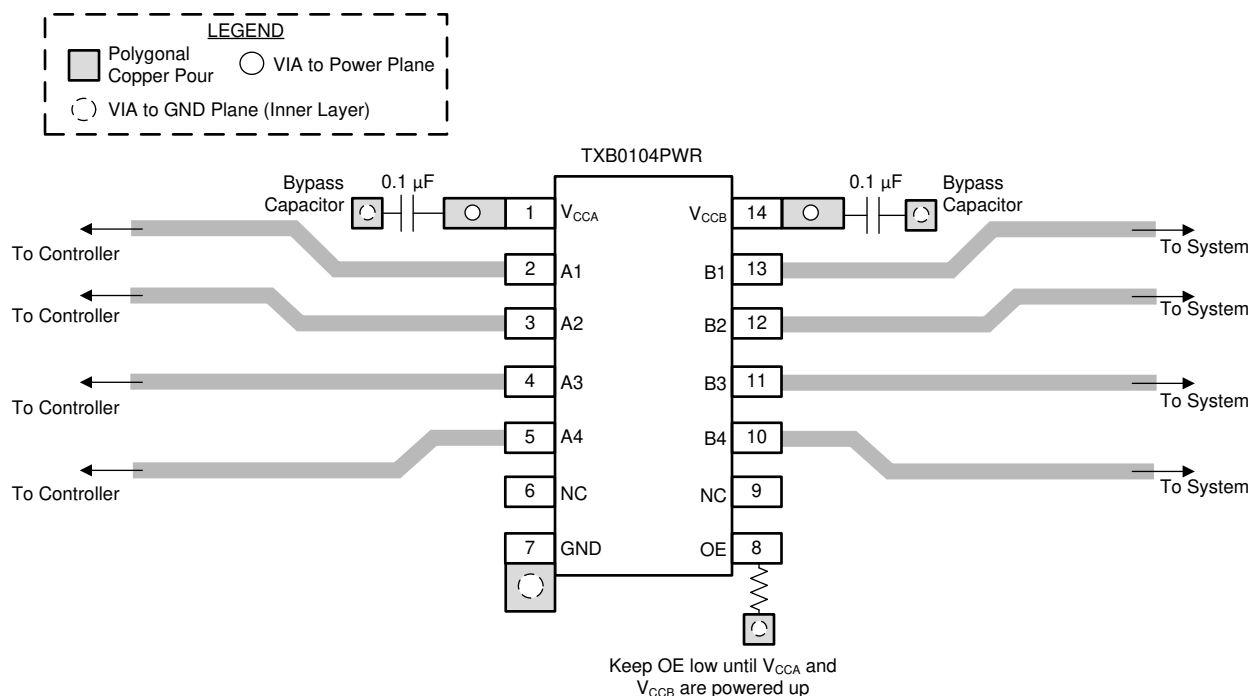 LEGEND
Polygonal
Copper Pour
VIA to Power Plane
VIA to GND Plane (Inner Layer)
TXB0104PWR
Bypass
Capacitor
0.1 µF
0.1 µF
Bypass
Capacitor
1
VCCA
VCCB
14
To Controller
To System
2
A1
B1
13
To Controller
To System
3
A2
B2
12
4
A3
B3
11
To Controller
To System
5
A4
B4
10
To Controller
To System
6
NC
NC
9
7
GND
OE
8
Keep OE low until VCCA and
VCCB are powered up